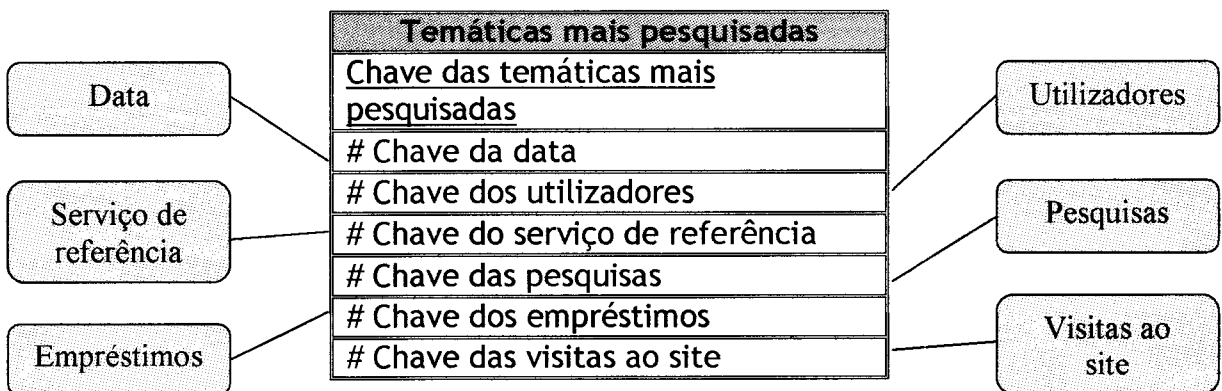 Temáticas mais pesquisadas
Chave das temáticas mais
pesquisadas
# Chave da data
# Chave dos utilizadores
# Chave do serviço de referência
# Chave das pesquisas
# Chave dos empréstimos
# Chave das visitas ao site
Data
Serviço de
referência
Empréstimos
Utilizadores
Pesquisas
Visitas ao
site